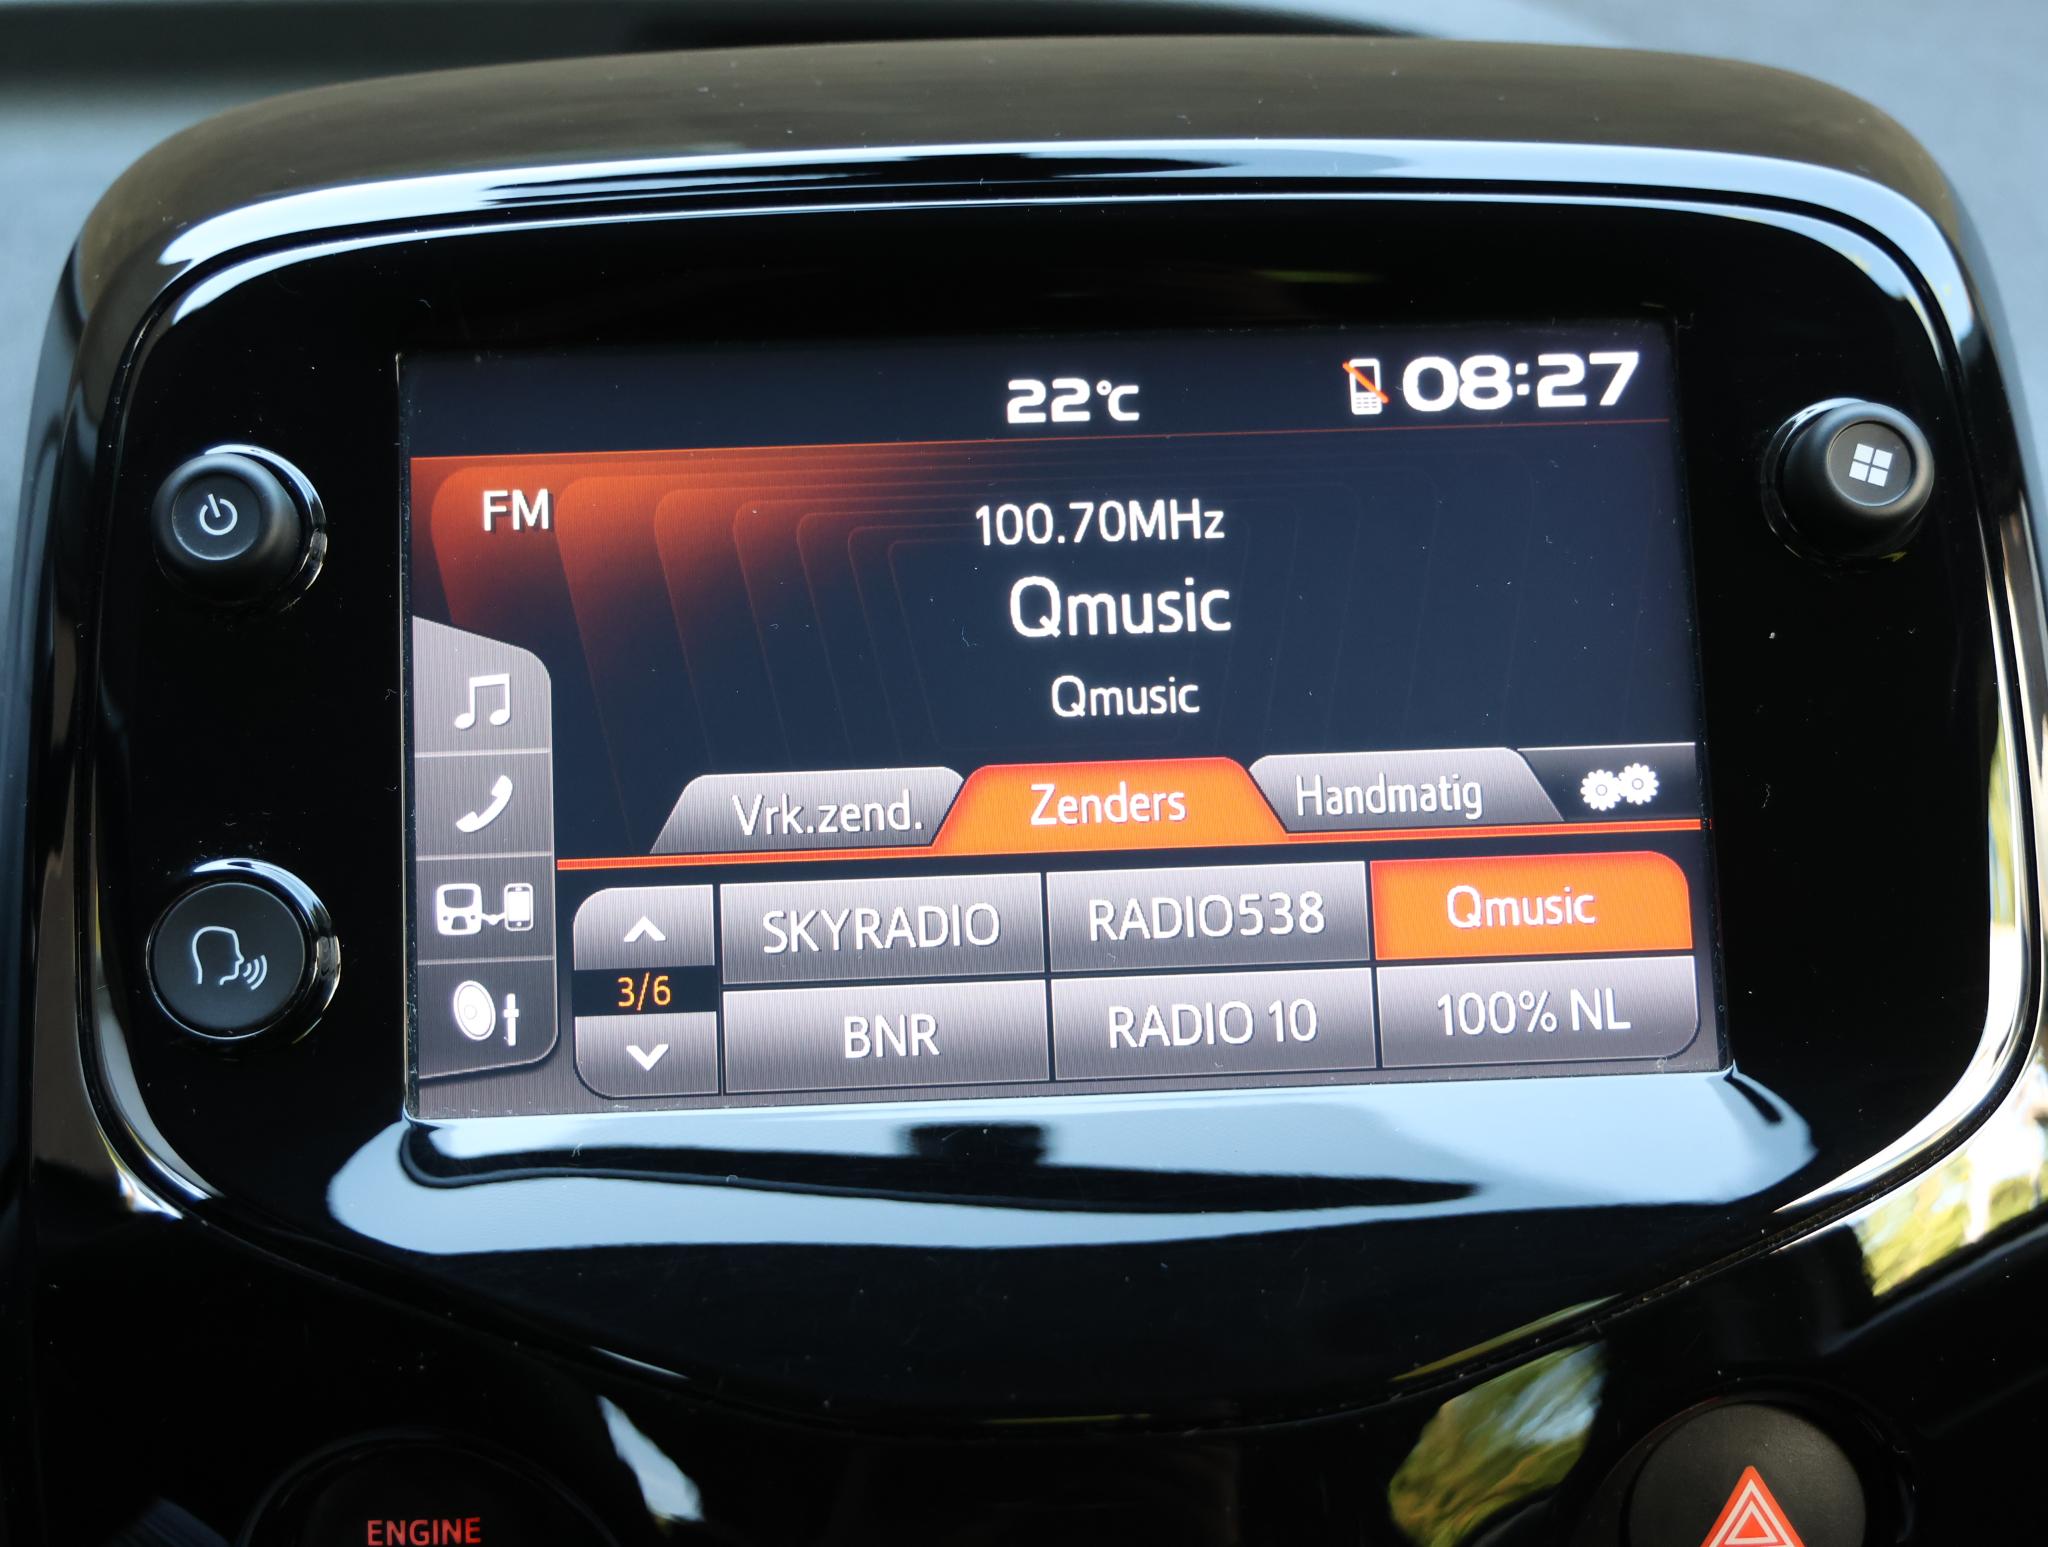 22°C
08:27
FM
100.70MHz
Qmusic
Qmusic
Vrk.zend.
Zenders
Handmatig
SKYRADIO
RADIO538
Qmusic
3/6
BNR
RADIO 10
100% NL
ENGINE